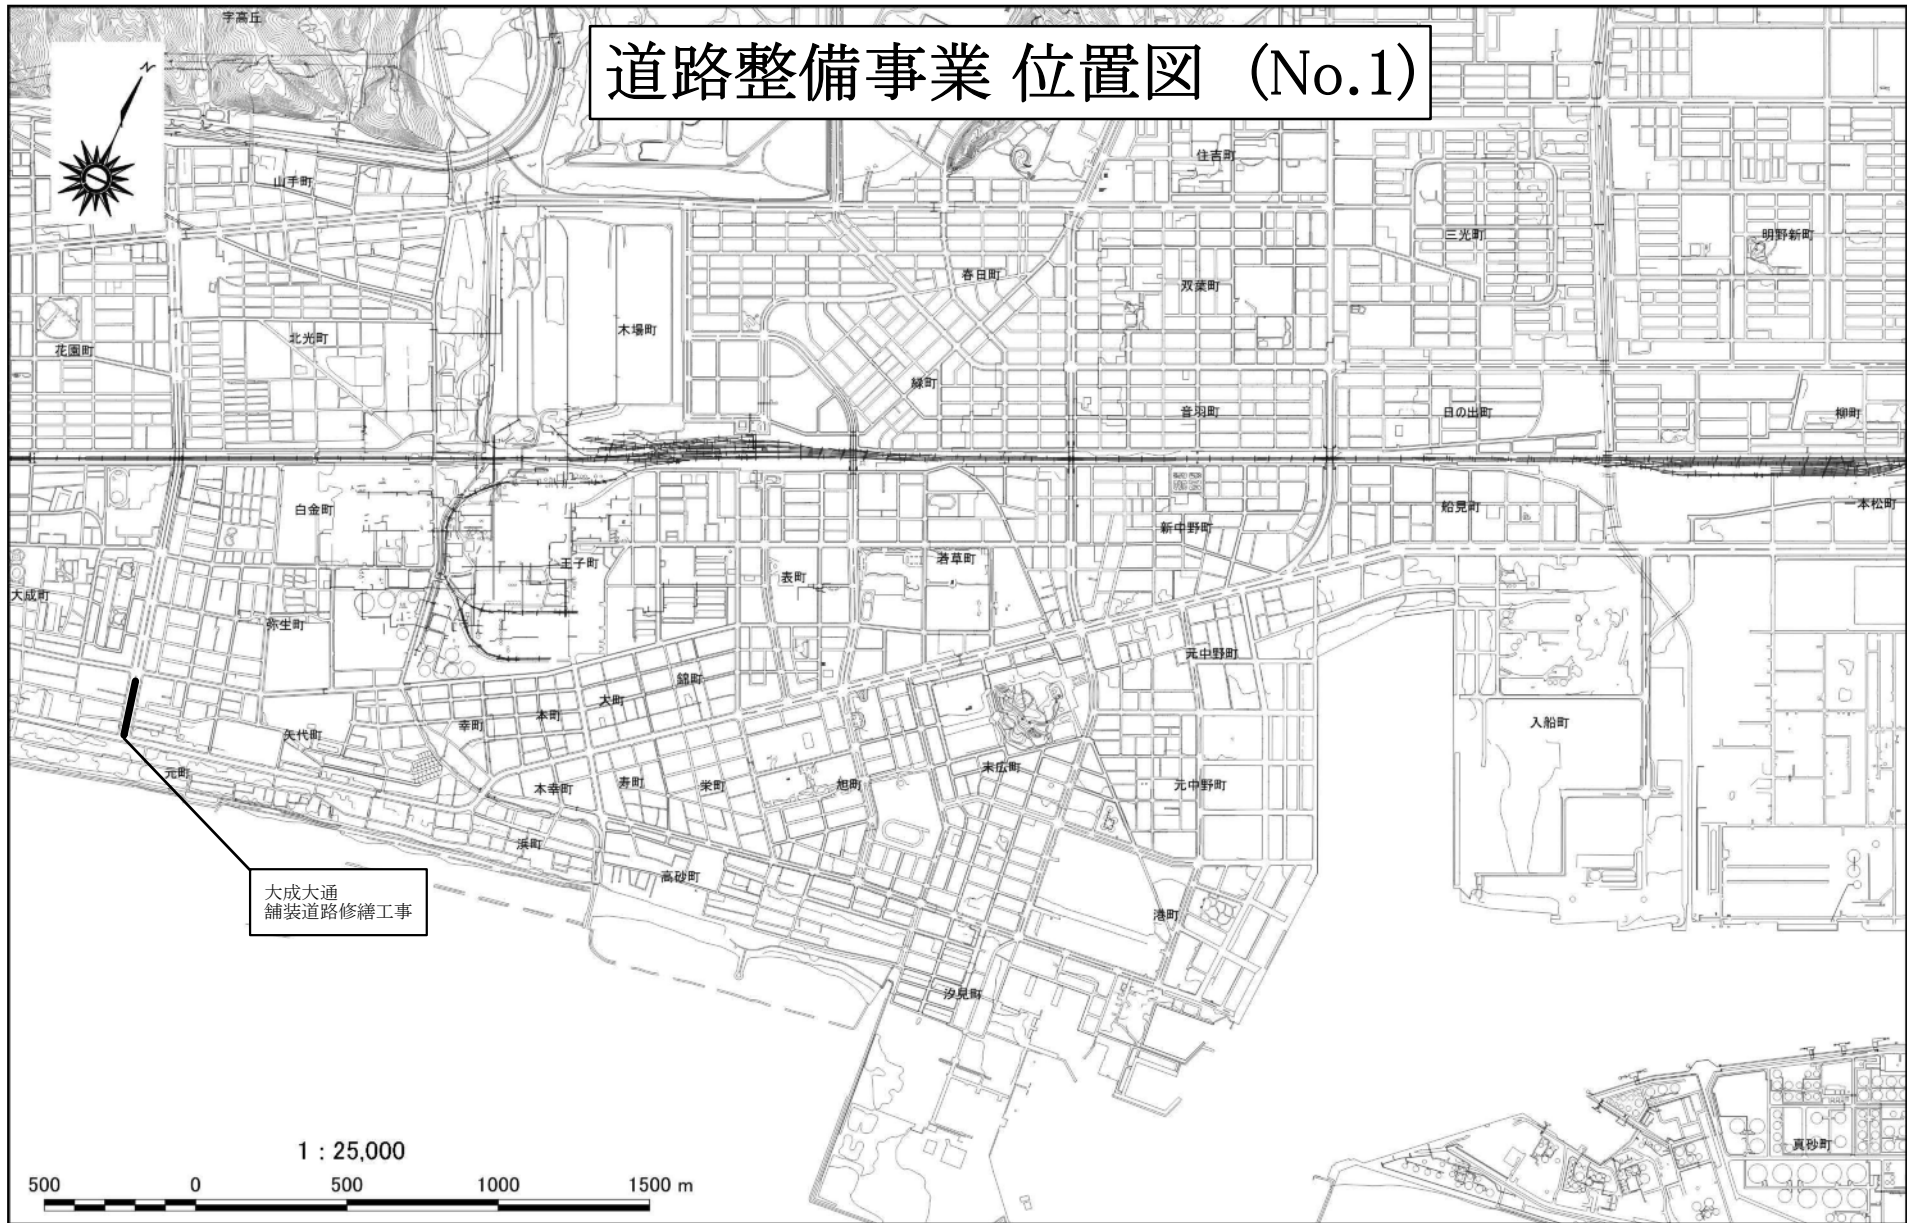 字高丘
道路整備事業 位置図 (No.1)
N
山手町
住吉町
三光町
明野新町
春日町
双葉町
木場町
北光町
花園町
緑町
音羽町
日の出町
柳町
白金町
船見町
一本松町
新中野町
王子町
表町
若草町
大成町
弥生町
元中野町
錦町
大町
本町
幸町
矢代町
入船町
元町
末広町
寿町
栄町
旭町
元中野町
本幸町
浜町
高砂町
大成大通
舗装道路修繕工事
港町
汐見町
真砂町
1 : 25,000
500 0 500 1000 1500 m